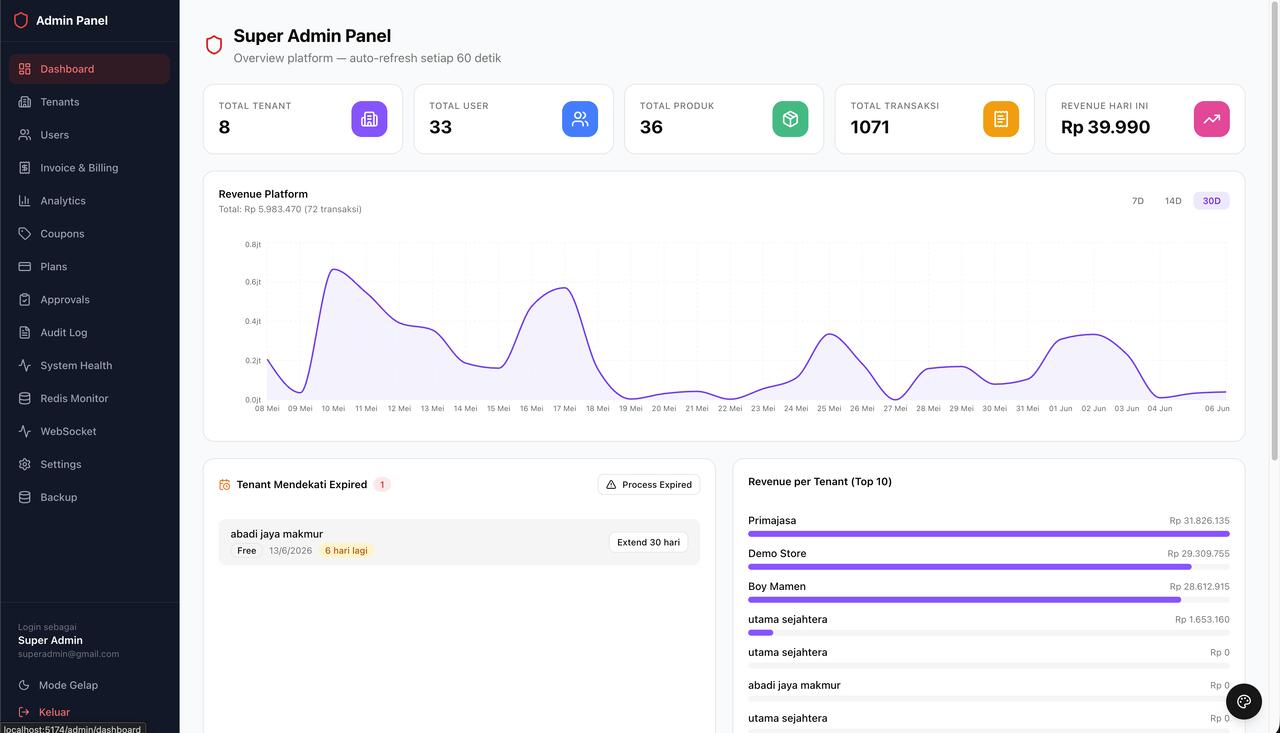 Admin Panel
Dashboard
Tenants
Users
Invoice & Billing
Analytics
Coupons
Plans
Approvals
Audit Log
System Health
Redis Monitor
WebSocket
Settings
Backup
Login sebagai
Super Admin
superadmin@gmail.com
Mode Gelap
Keluar
localhost:5174/admin/dashboard
Super Admin Panel
Overview platform — auto-refresh setiap 60 detik
TOTAL TENANT
8
TOTAL USER
33
TOTAL PRODUK
36
TOTAL TRANSAKSI
1071
REVENUE HARI INI
Rp 39.990
Revenue Platform
Total: Rp 5.983.470 (72 transaksi)
7D 14D 30D
0.8jt
0.6jt
0.4jt
0.2jt
0.0jt
08 Mei 09 Mei 10 Mei 11 Mei 12 Mei 13 Mei 14 Mei 15 Mei 16 Mei 17 Mei 18 Mei 19 Mei 20 Mei 21 Mei 22 Mei 23 Mei 24 Mei 25 Mei 26 Mei 27 Mei 28 Mei 29 Mei 30 Mei 31 Mei 01 Jun 02 Jun 03 Jun 04 Jun 06 Jun
Tenant Mendekati Expired 1
Process Expired
abadi jaya makmur
Free 13/6/2026 6 hari lagi
Extend 30 hari
Revenue per Tenant (Top 10)
Primajasa Rp 31.826.135
Demo Store Rp 29.309.755
Boy Mamen Rp 28.612.915
utama sejahtera Rp 1.653.160
utama sejahtera Rp 0
abadi jaya makmur Rp 0
utama sejahtera Rp 0